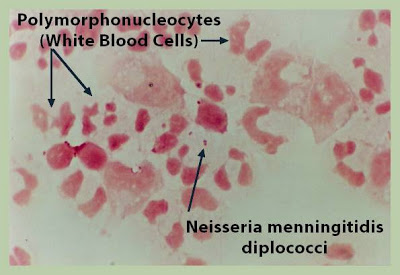 Polymorphonucleocytes
(White Blood Cells)
Neisseria menningitidis
diplococci